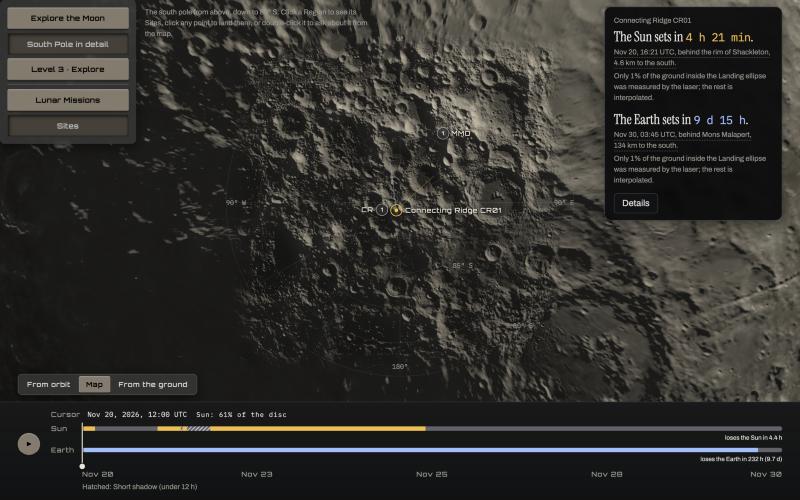 Explore the Moon
South Pole in detail
Level 3 · Explore
Lunar Missions
Sites
The south pole from above, down to 8 ° S. Click a Region to see its
Sites, click any point to land there, or double-click it to ask about it from
the map.
0°
1 MMO
90° W
90° E
CR 1 Connecting Ridge CR01
85° S
180°
Connecting Ridge CR01
The Sun sets in 4 h 21 min.
Nov 20, 16:21 UTC, behind the rim of Shackleton,
4.6 km to the south.
Only 1% of the ground inside the Landing ellipse
was measured by the laser; the rest is
interpolated.
The Earth sets in 9 d 15 h.
Nov 30, 03:45 UTC, behind Mons Malapert,
134 km to the south.
Only 1% of the ground inside the Landing ellipse
was measured by the laser; the rest is
interpolated.
Details
From orbit Map From the ground
Cursor Nov 20, 2026, 12:00 UTC Sun: 61% of the disc
Sun
loses the Sun in 4.4 h
Earth
loses the Earth in 232 h (9.7 d)
Nov 20 Nov 23 Nov 25 Nov 28 Nov 30
Hatched: Short shadow (under 12 h)